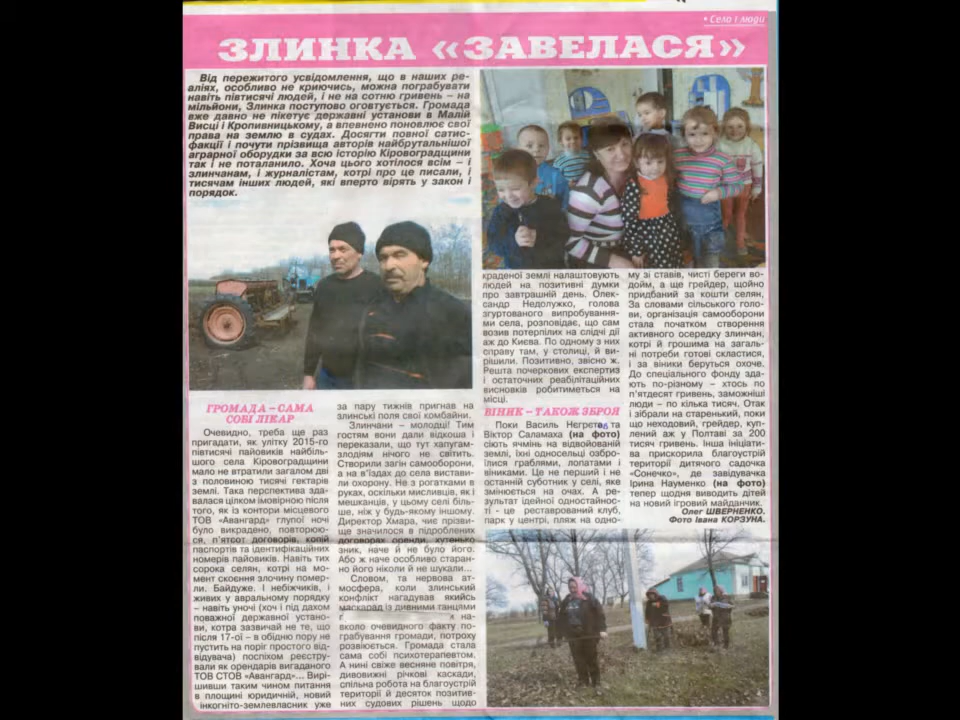 • Село і люди
ЗЛИНКА «ЗАВЕЛАСЯ»
Від пережитого усвідомлення, що в наших ре-
аліях, особливо не криючись, можна пограбувати
навіть півтисячі людей, і не на сотню гривень – на
мільйони, Злинка поступово оговтується. Громада
вже давно не пікетує державні установи в Малій
Висці і Кропивницькому, а впевнено поновлює свої
права на землю в судах. Досягти повної сатис-
факції і почути прізвища авторів найбрутальнішої
аграрної оборудки за всю історію Кіровоградщини
так і не поталанило. Хоча цього хотілося всім – і
злинчанам, і журналістам, котрі про це писали, і
тисячам інших людей, які вперто вірять у закон і
порядок.
ГРОМАДА – САМА
СОБІ ЛІКАР
Очевидно, треба ще раз
пригадати, як улітку 2015-го
півтисячі пайовиків найбіль-
шого села Кіровоградщини
мало не втратили загалом дві
з половиною тисячі гектарів
землі. Така перспектива зда-
валася цілком імовірною після
того, як із контори місцевого
ТОВ «Авангард» глупої ночі
було викрадено, повторюю-
ся, п'ятсот договорів, копій
паспортів та ідентифікаційних
номерів пайовиків. Навіть тих
сорока селян, котрі на мо-
мент скоєння злочину помер-
ли. Байдуже. І небіжчиків, і
живих у авральному порядку
– навіть уночі (хоч і під дахом
поважної державної устано-
ви, котра зазвичай не те, що
після 17-ої – в обідню пору не
пустить на поріг простого від-
відувача) поспіхом реєстру-
вали як орендарів вигаданого
ТОВ СТОВ «Авангард»... Вирі-
шивши таким чином питання
в площині юридичній, новий
інкогніто-землевласник уже
за пару тижнів пригнав на
злинські поля свої комбайни.
Злинчани – молодці! Тим
гостям вони дали відкоша і
переказали, що тут хапугам-
злодіям нічого не світить.
Створили загін самооборони,
а на в'їздах до села вистави-
ли охорону. Не з рогатками в
руках, оскільки мисливців, як і
мешканців, у цьому селі біль-
ше, ніж у будь-якому іншому.
Директор Хмара, чиє прізви-
ще значилося в підроблених
договорах оренди, хутенько
зник, наче й не було його.
Або ж наче особливо старан-
но його ніколи й не шукали...
Словом, та нервова ат-
мосфера, коли злинський
конфлікт нагадував якийсь
маскарад із дивними танцями
на-
вколо очевидного факту по-
грабування громади, потроху
розвіюється. Громада стала
сама собі психотерапевтом.
А нині свіже весняне повітря,
дивовижні річкові каскади,
спільна робота на благоустрій
території й десяток позитив-
них судових рішень щодо
краденої землі налаштовують
людей на позитивні думки
про завтрашній день. Олек-
сандр Недолужко, голова
згуртованого випробування-
ми села, розповідає, що сам
возив потерпілих на слідчі дії
аж до Києва. По одному з них
справу там, у столиці, й ви-
рішили. Позитивно, звісно ж.
Решта почеркових експертиз
і остаточних реабілітаційних
висновків робитиметься на
місці.
ВІНИК – ТАКОЖ ЗБРОЯ
Поки Василь та
Віктор Саламаха (на фото)
сіють ячмінь на відвойованій
землі, їхні односельці озбро-
їлися граблями, лопатами і
віниками. Це не перший і не
останній суботник у селі, яке
змінюється на очах. А ре-
зультат ідейної одностайнос-
ті - це реставрований клуб,
парк у центрі, пляж на одно-
му зі ставів, чисті береги во-
дойм, а ще грейдер, щойно
придбаний за кошти селян,
За словами сільського голо-
ви, організація самооборони
стала початком створення
активного осередку злинчан,
котрі й грошима на загаль-
ні потреби готові скластися,
і за віники беруться охоче.
До спеціального фонду зда-
ють по-різному – хтось по
п'ятдесят гривень, заможніші
люди – по кілька тисяч. Отак
і зібрали на старенький, поки
що неходовий, грейдер, куп-
лений аж у Полтаві за 200
тисяч гривень. Інша ініціати-
ва прискорила благоустрій
території дитячого садочка
«Сонечко», де завідувачка
Ірина Науменко (на фото)
тепер щодня виводить дітей
на новий ігровий майданчик.
Олег ШВЕРНЕНКО.
Фото Івана КОРЗУНА.